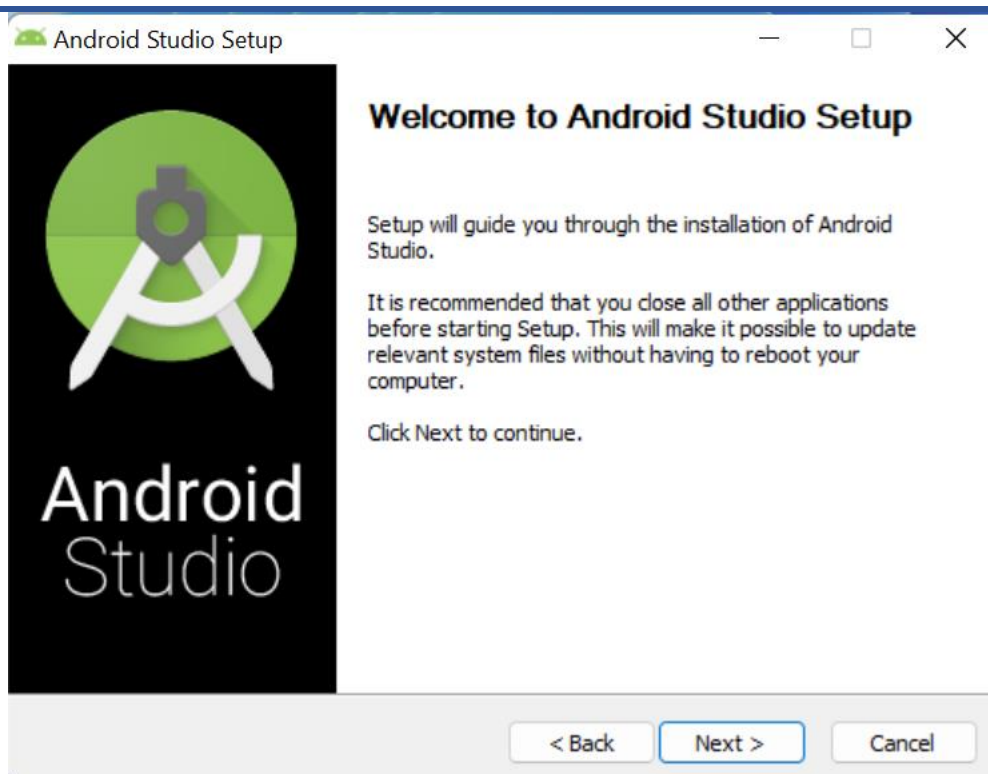 Android Studio Setup
Welcome to Android Studio Setup
Setup will guide you through the installation of Android
Studio.
It is recommended that you close all other applications
before starting Setup. This will make it possible to update
relevant system files without having to reboot your
computer.
Click Next to continue.
Android
Studio
< Back Next > Cancel